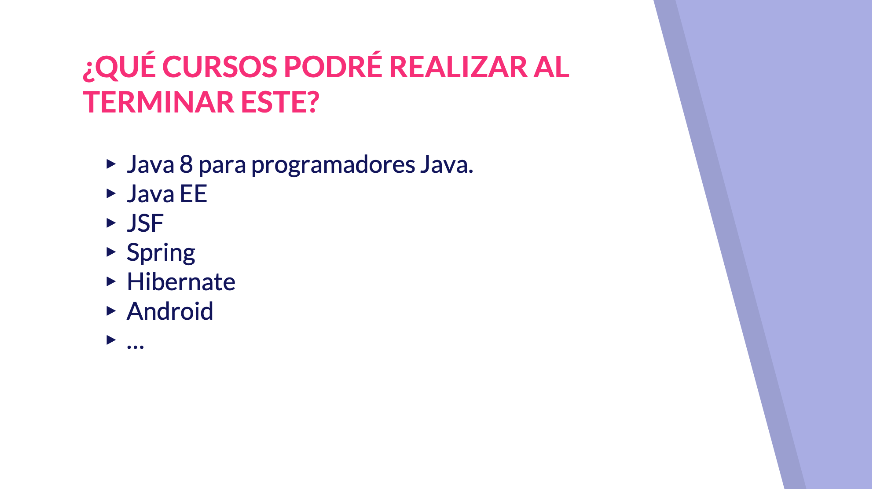 ¿QUÉ CURSOS PODRÉ REALIZAR AL
TERMINAR ESTE?
▸ Java 8 para programadores Java.
▸ Java EE
▸ JSF
▸ Spring
▸ Hibernate
▸ Android
▸ ...